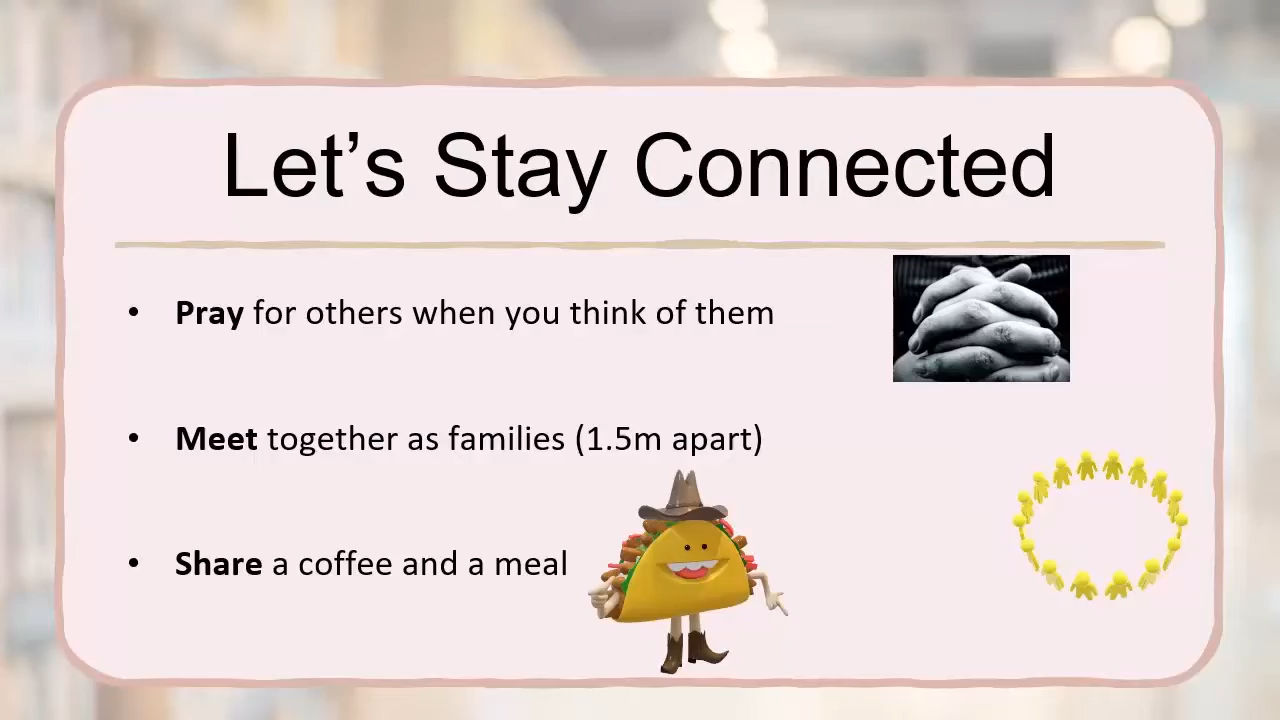 Let’s Stay Connected
• Pray for others when you think of them
• Meet together as families (1.5m apart)
• Share a coffee and a meal